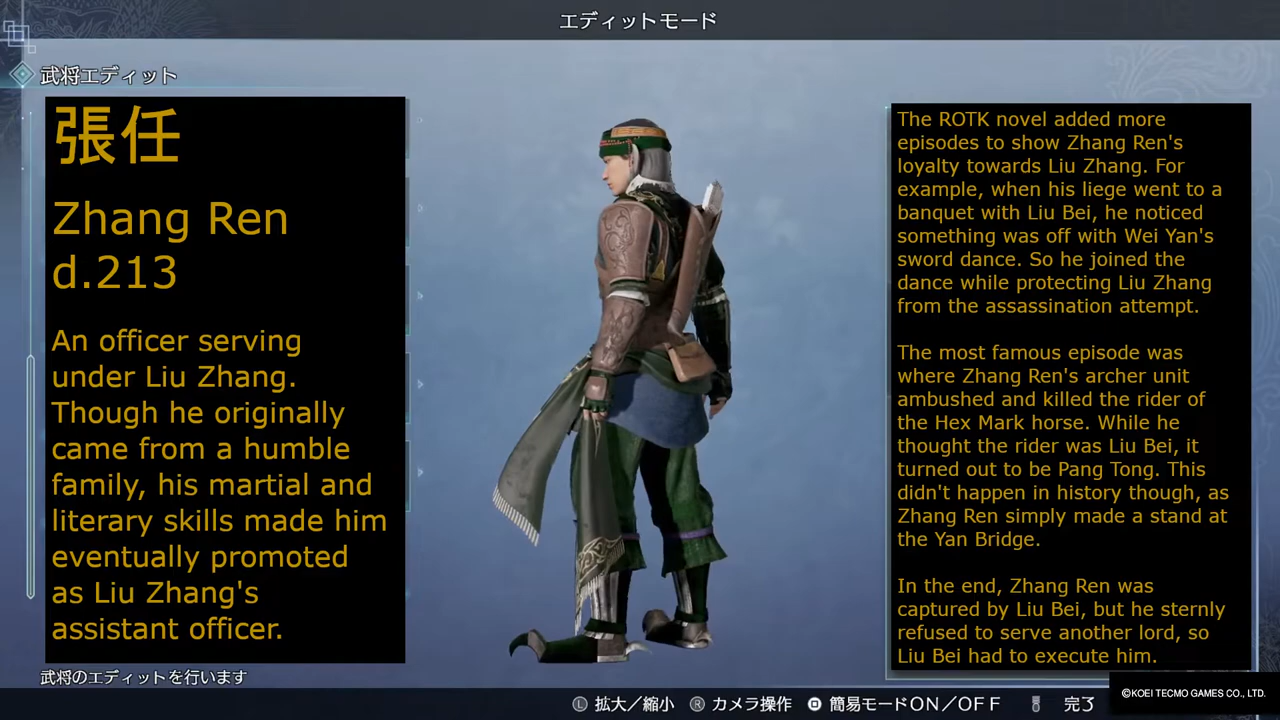 エディットモード
武将エディット
張任
Zhang Ren
d.213
An officer serving
under Liu Zhang.
Though he originally
came from a humble
family, his martial and
literary skills made him
eventually promoted
as Liu Zhang's
assistant officer.
The ROTK novel added more
episodes to show Zhang Ren's
loyalty towards Liu Zhang. For
example, when his liege went to a
banquet with Liu Bei, he noticed
something was off with Wei Yan's
sword dance. So he joined the
dance while protecting Liu Zhang
from the assassination attempt.
The most famous episode was
where Zhang Ren's archer unit
ambushed and killed the rider of
the Hex Mark horse. While he
thought the rider was Liu Bei, it
turned out to be Pang Tong. This
didn't happen in history though, as
Zhang Ren simply made a stand at
the Yan Bridge.
In the end, Zhang Ren was
captured by Liu Bei, but he sternly
refused to serve another lord, so
Liu Bei had to execute him.
武将のエディットを行います
Ⓛ 拡大／縮小 Ⓡ カメラ操作 簡易モードON／OFF 完了
©KOEI TECMO GAMES CO., LTD.